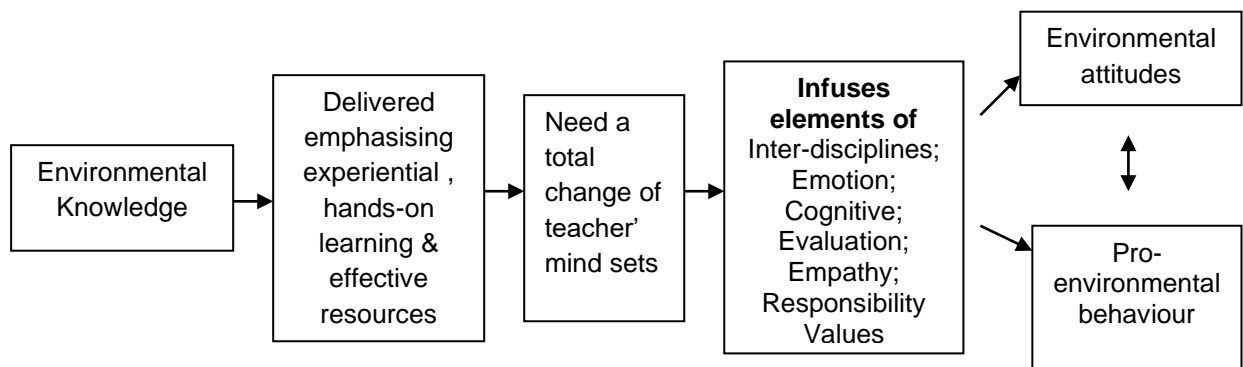 Environmental
Knowledge
Delivered
emphasising
experiential ,
hands-on
learning &
effective
resources
Need a
total
change of
teacher’
mind sets
Infuses
elements of
Inter-disciplines;
Emotion;
Cognitive;
Evaluation;
Empathy;
Responsibility
Values
Environmental
attitudes
Pro-
environmental
behaviour